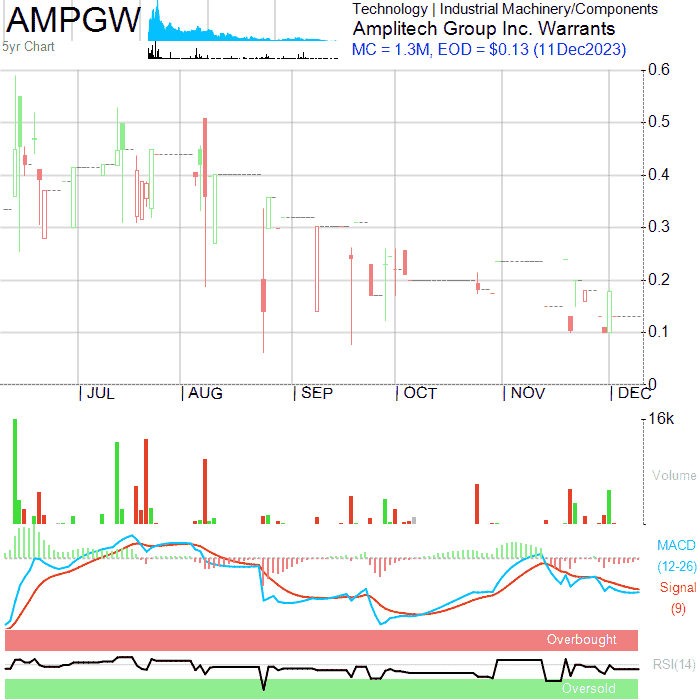 AMPGW
5yr Chart
Technology | Industrial Machinery/Components
Amplitech Group Inc. Warrants
MC = 1.3M, EOD = $0.13 (11Dec2023)
0.6
0.5
0.4
0.3
0.2
0.1
0
| JUL | AUG | SEP | OCT | NOV | DEC
16k
Volume
MACD
(12-26)
Signal
(9)
Overbought
RSI(14)
Oversold